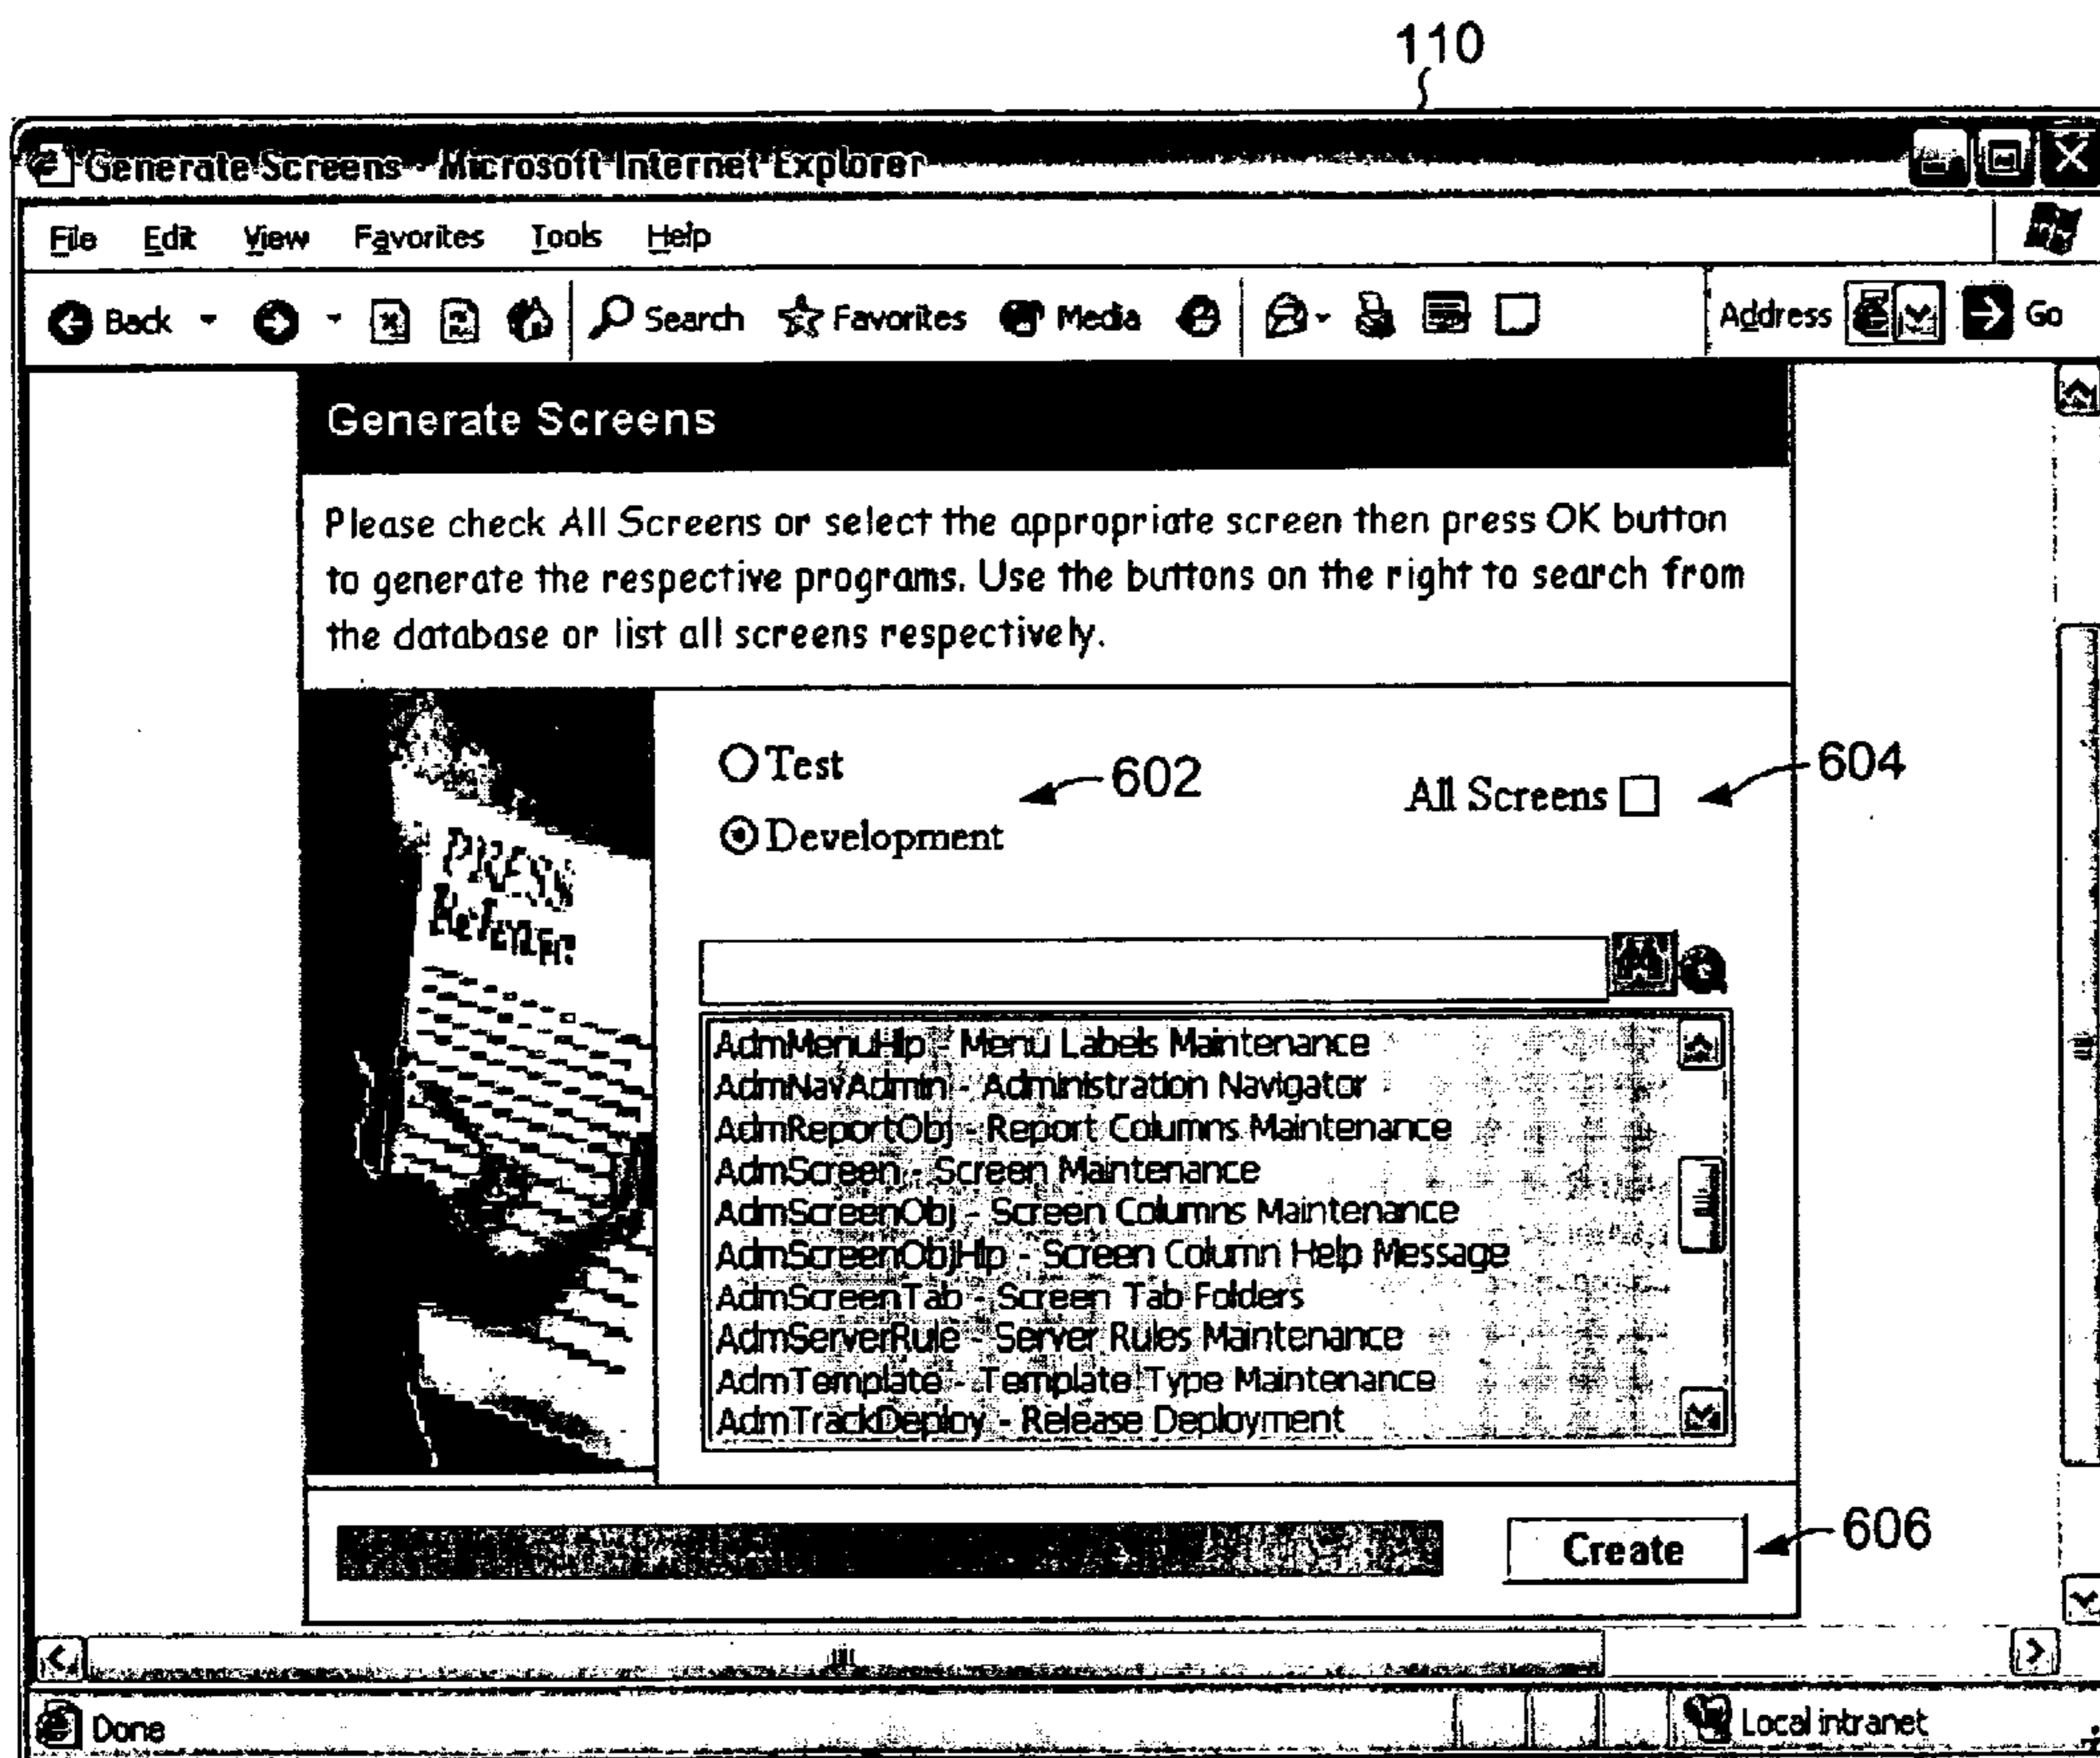 110
Generate Screens - Microsoft Internet Explorer
File Edit View Favorites Tools Help
Back Search Favorites Media Address Go
Generate Screens
Please check All Screens or select the appropriate screen then press OK button
to generate the respective programs. Use the buttons on the right to search from
the database or list all screens respectively.
Test
602
All Screens
604
Development
PRESS
AdmMenuHlp - Menu Labels Maintenance
AdmNavAdmin - Administration Navigator
AdmReportObj - Report Columns Maintenance
AdmScreen - Screen Maintenance
AdmScreenObj - Screen Columns Maintenance
AdmScreenObjHlp - Screen Column Help Message
AdmScreenTab - Screen Tab Folders
AdmServerRule - Server Rules Maintenance
AdmTemplate - Template Type Maintenance
AdmTrackDeploy - Release Deployment
Create
606
Done
Local intranet